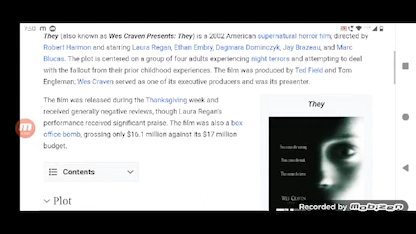 7:50
They (also known as Wes Craven Presents: They) is a 2002 American supernatural horror film, directed by
Robert Harmon and starring Laura Regan, Ethan Embry, Dagmara Dominczyk, Jay Brazeau, and Marc
Blucas. The plot is centered on a group of four adults experiencing night terrors and attempting to deal
with the fallout from their prior childhood experiences. The film was produced by Ted Field and Tom
Engleman; Wes Craven served as one of its executive producers and was its presenter.
The film was released during the Thanksgiving week and
received generally negative reviews, though Laura Regan's
performance received significant praise. The film was also a box
office bomb, grossing only $16.1 million against its $17 million
budget.
They
Contents
WES CRAVEN
Plot
Recorded by Mobizen